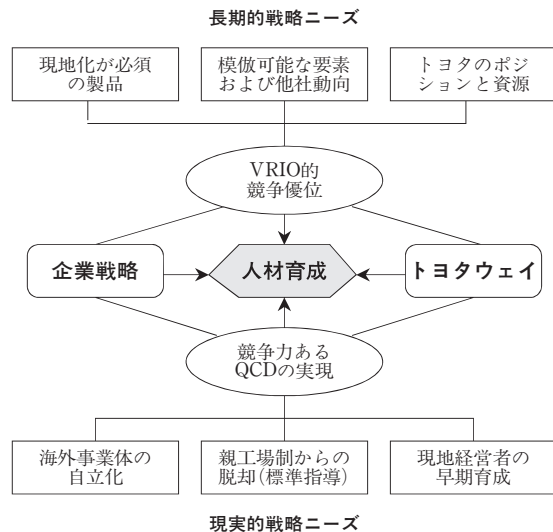 長期的戦略ニーズ
現地化が必須
の製品
模倣可能な要素
および他社動向
トヨタのポジ
ションと資源
VRIO的
競争優位
企業戦略
人材育成
トヨタウェイ
競争力ある
QCDの実現
海外事業体の
自立化
親工場制からの
脱却(標準指導)
現地経営者の
早期育成
現実的戦略ニーズ